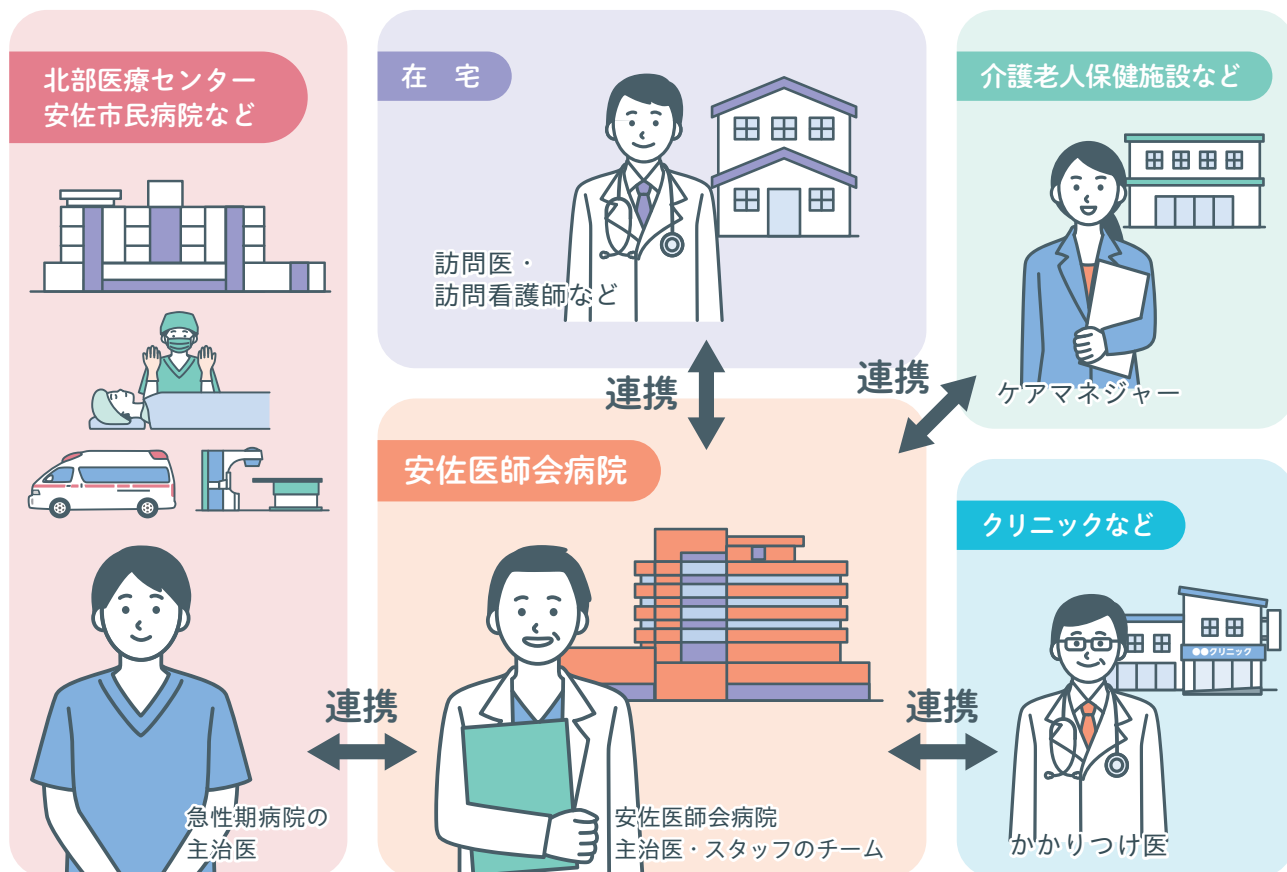 北部医療センター
安佐市民病院など
急性期病院の
主治医
在 宅
訪問医・
訪問看護師など
連携
連携
介護老人保健施設など
ケアマネジャー
安佐医師会病院
連携
安佐医師会病院
主治医・スタッフのチーム
連携
クリニックなど
●●クリニック
かかりつけ医